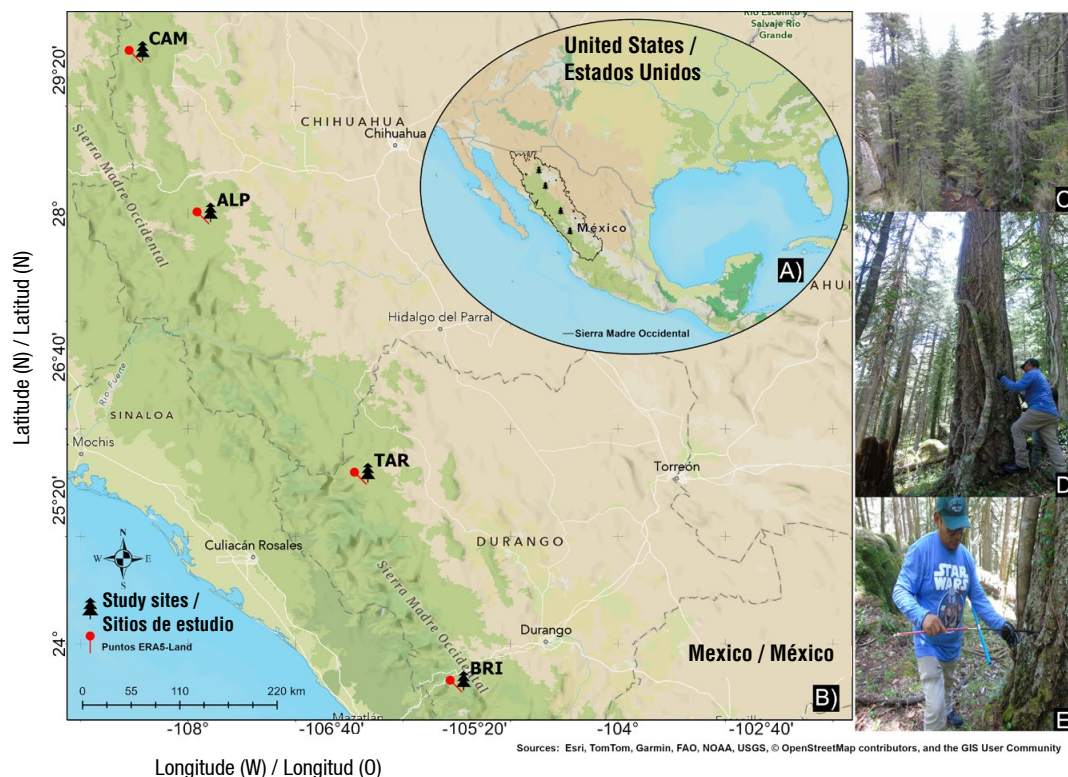 CAM
29°20'
CHIHUAHUA
Chihuahua
Sierra Madre Occidental
ALP
28°
Latitude (N) / Latitud (N)
Hidalgo del Parral
26°40'
Río Fuerte
SINALOA
Mochis
TAR
Torreón
25°20'
Culiacán Rosales
DURANGO
N
W E
S
Sierra Madre Occidental
Study sites /
Sitios de estudio
Puntos ERA5-Land
24°
Durango
Mexico / México
BRI
B)
0 55 110 220 km
Mazatlán
-108° -106°40' -105°20' -104° -102°40'
Longitude (W) / Longitud (O)
Río Escénico y
Salvaje Río
Grande
United States /
Estados Unidos
México
A)
Sierra Madre Occidental
C
D
STAR
WARS
E
Sources: Esri, TomTom, Garmin, FAO, NOAA, USGS, © OpenStreetMap contributors, and the GIS User Community